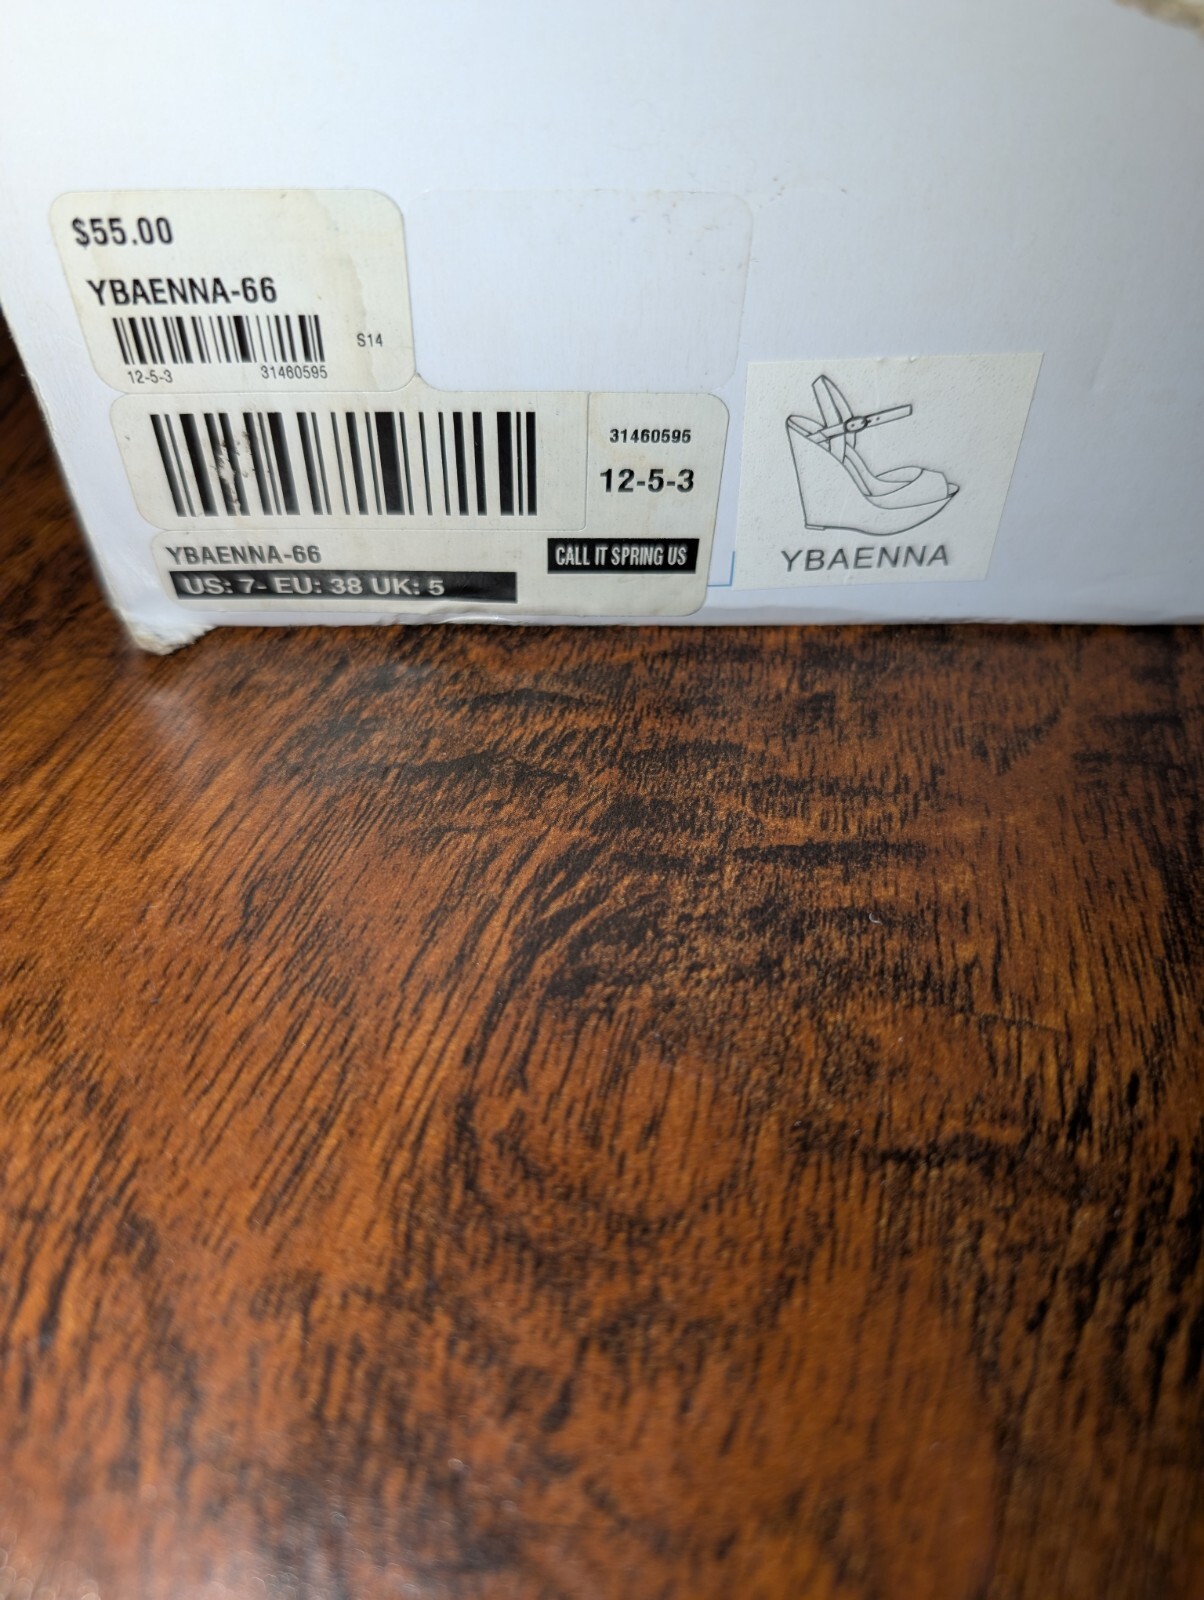 $55.00
YBAENNA-66
S14
12-5-3 31460595
31460595
12-5-3
YBAENNA-66
CALL IT SPRING US
US: 7- EU: 38 UK: 5
YBAENNA